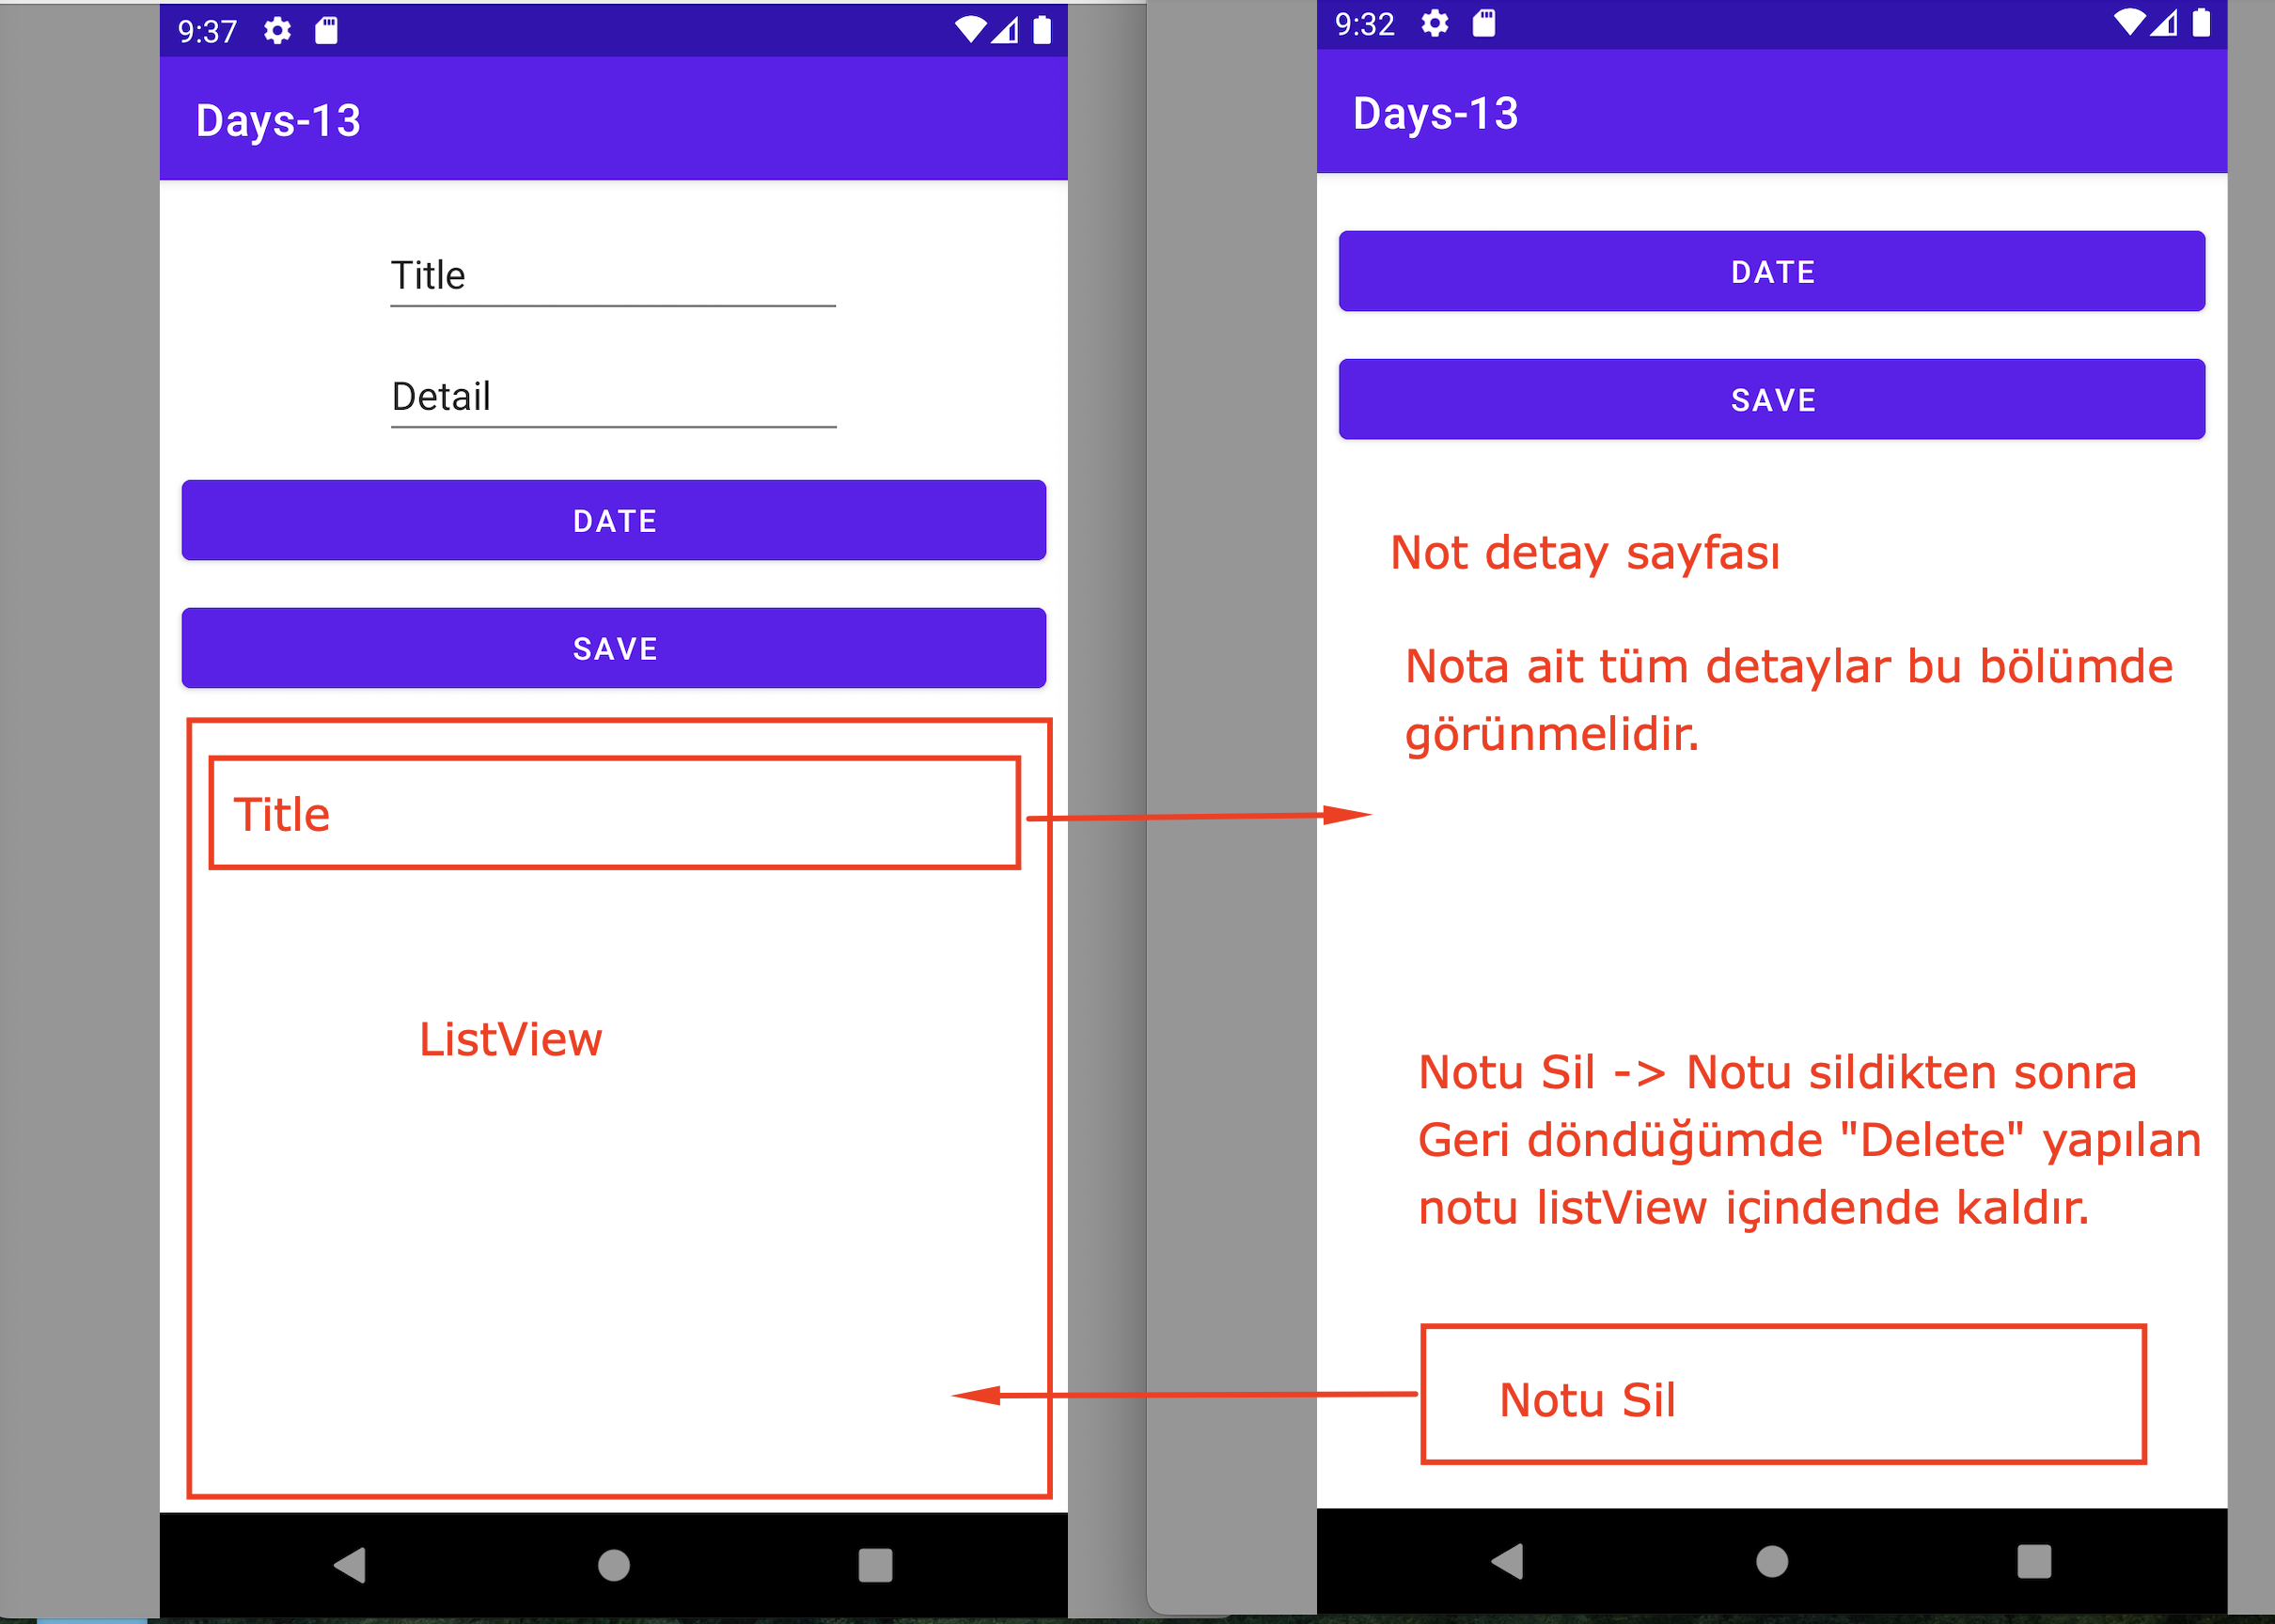 9:37
Days-13
Title
Detail
DATE
SAVE
Title
ListView
9:32
Days-13
DATE
SAVE
Not detay sayfası
Nota ait tüm detaylar bu bölümde
görünmelidir.
Notu Sil -> Notu sildikten sonra
Geri döndüğümde "Delete" yapılan
notu listView içindende kaldır.
Notu Sil